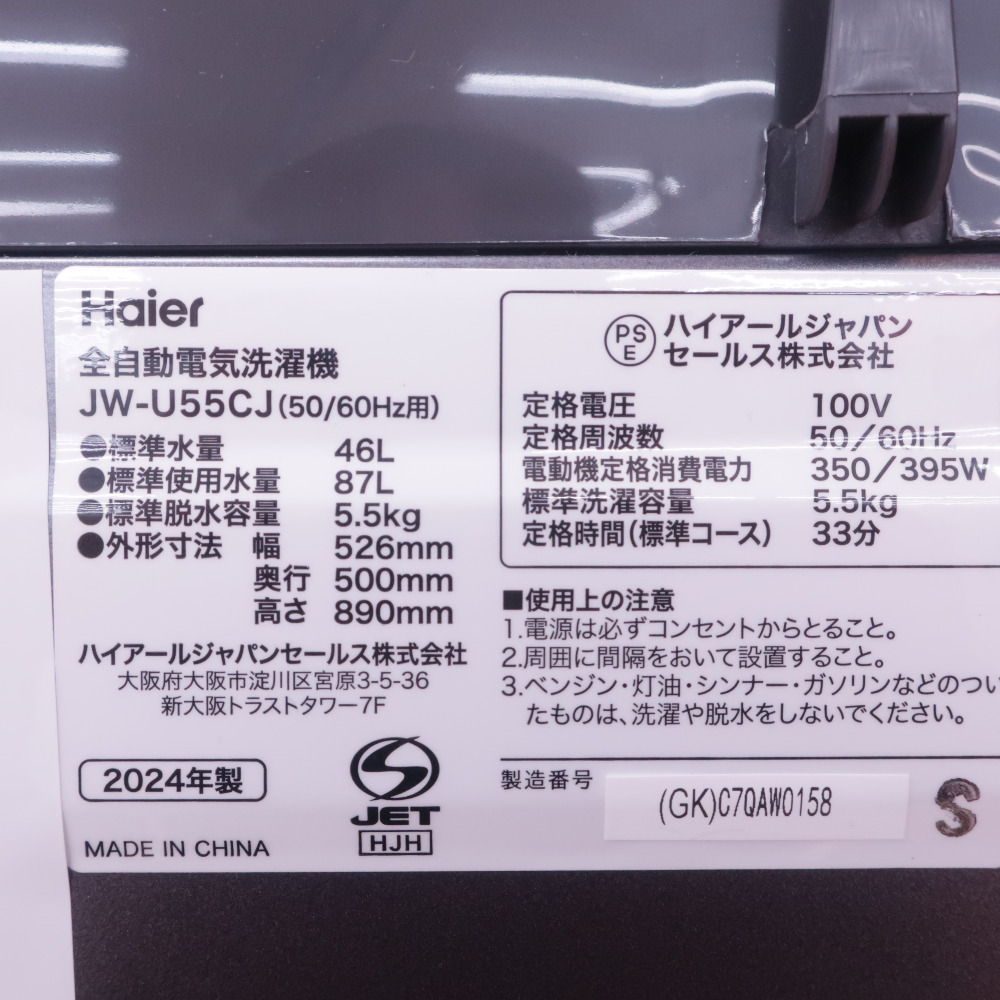 Haier
全自動電気洗濯機
JW-U55CJ(50/60Hz用)
●標準水量 46L
●標準使用水量 87L
●標準脱水容量 5.5kg
●外形寸法 幅 526mm
奥行 500mm
高さ 890mm
ハイアールジャパンセールス株式会社
大阪府大阪市淀川区宮原3-5-36
新大阪トラストタワー7F
2024年製
MADE IN CHINA
JET
HJH
PS
E
ハイアールジャパン
セールス株式会社
定格電圧 100V
定格周波数 50/60Hz
電動機定格消費電力 350/395W
標準洗濯容量 5.5kg
定格時間(標準コース) 33分
■使用上の注意
1.電源は必ずコンセントからとること。
2.周囲に間隔をおいて設置すること。
3.ベンジン・灯油・シンナー・ガソリンなどのつい
たものは、洗濯や脱水をしないでください。
製造番号
(GK)C7QAW0158
S